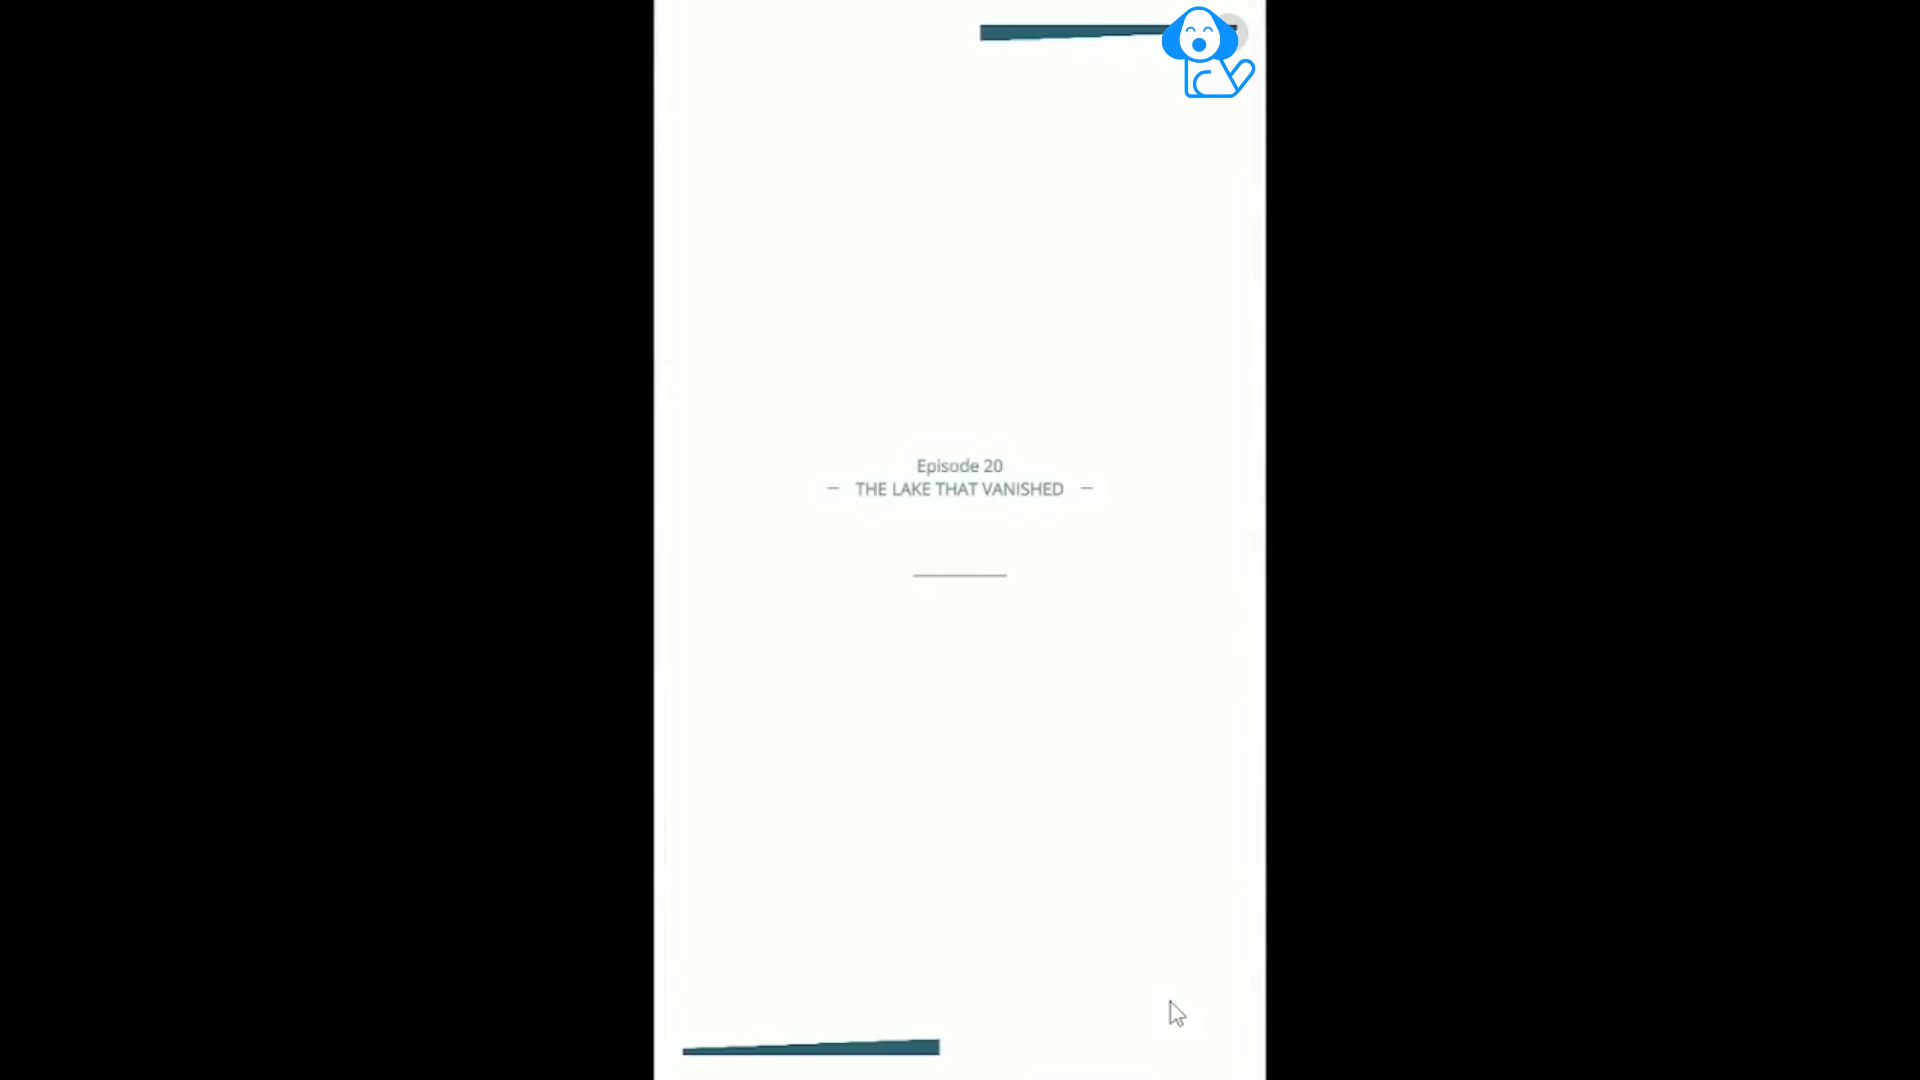 Episode 20
— THE LAKE THAT VANISHED —